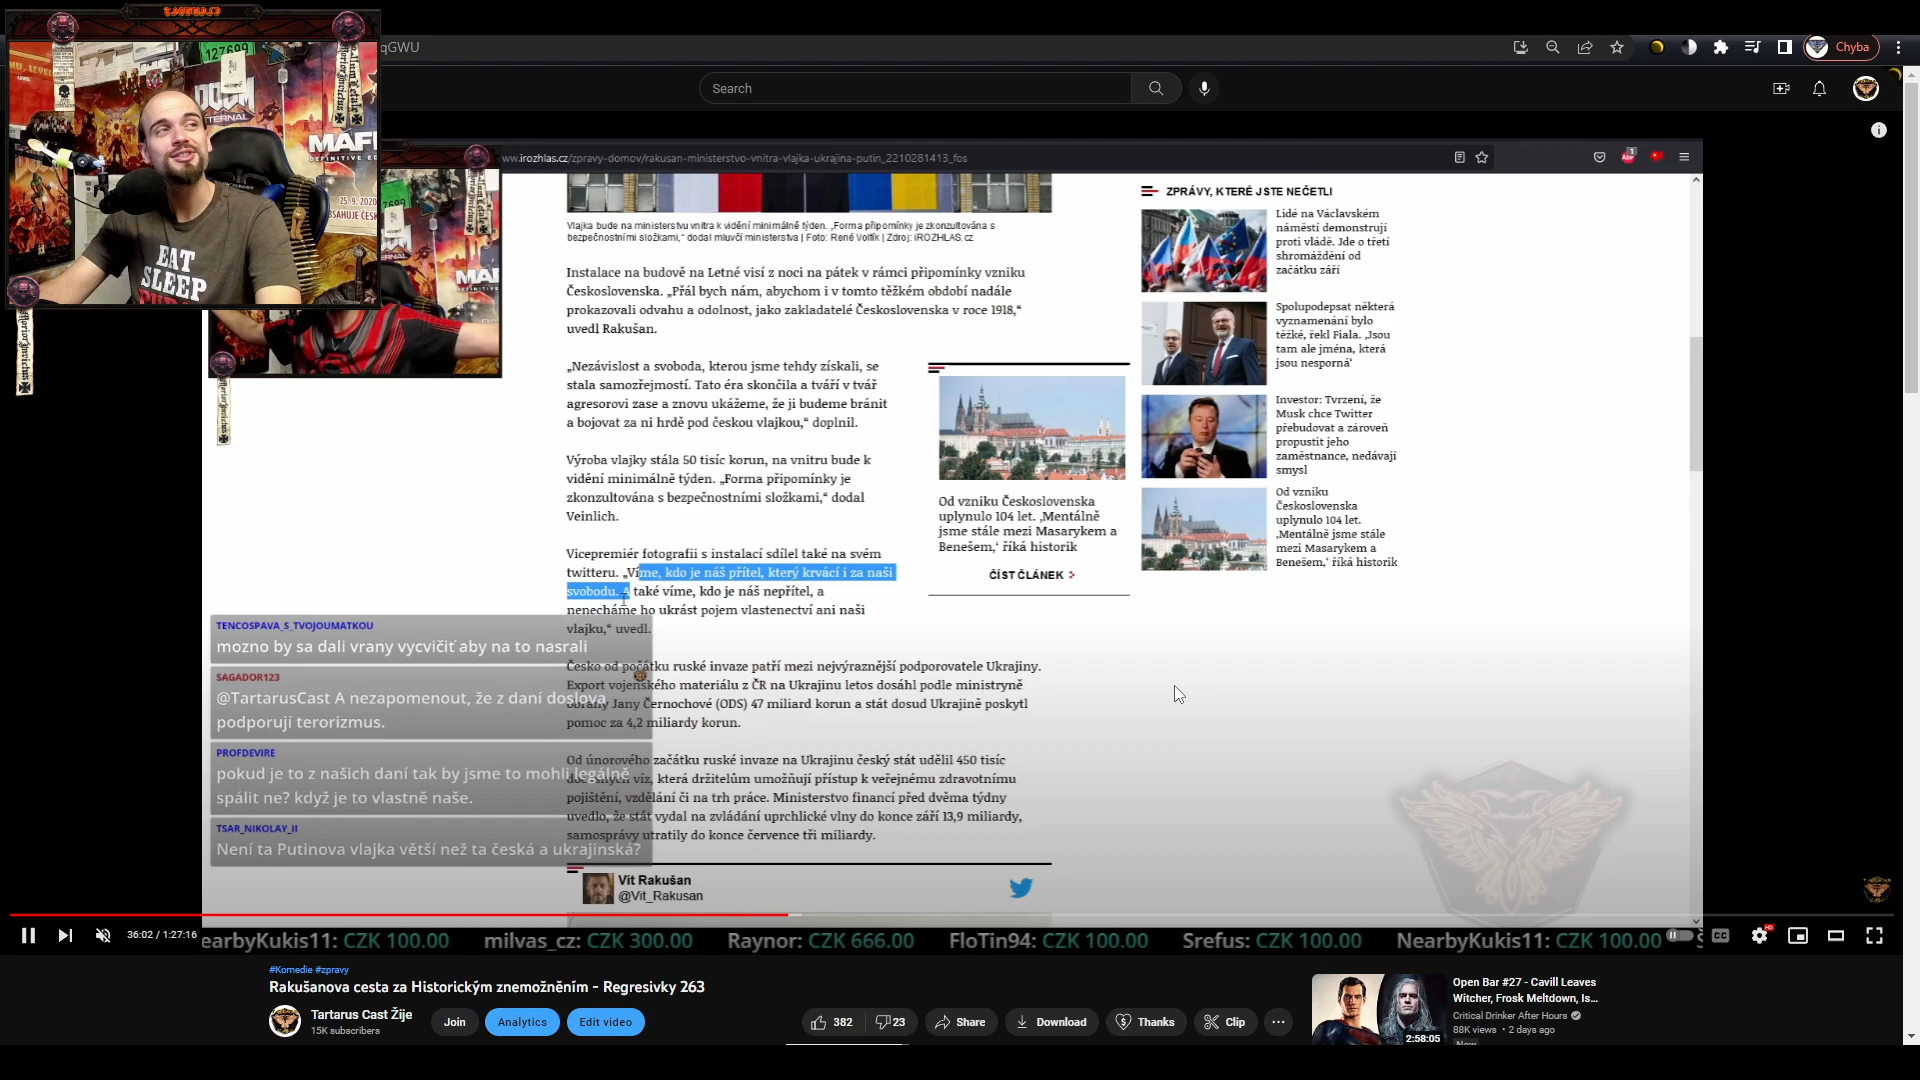 qGWU
Chyba
Search
127699
DOOM
ETERNAL
MAFI
DEFINITIVE ED
25. 9. 2020
EAT
SLEEP
MAFI
www.irozhlas.cz/zpravy-domov/rakusan-ministerstvo-vnitra-vlajka-ukrajina-putin_2210281413_fos
Vlajka bude na ministerstvu vnitra k vidění minimálně týden. „Forma připomínky je zkonzultována s
bezpečnostními složkami,“ dodal mluvčí ministerstva | Foto: René Volfík | Zdroj: iROZHLAS.cz
Instalace na budově na Letné visí z noci na pátek v rámci připomínky vzniku
Československa. „Přál bych nám, abychom i v tomto těžkém období nadále
prokazovali odvahu a odolnost, jako zakladatelé Československa v roce 1918,“
uvedl Rakušan.
„Nezávislost a svoboda, kterou jsme tehdy získali, se
stala samozřejmostí. Tato éra skončila a tváří v tvář
agresorovi zase a znovu ukážeme, že ji budeme bránit
a bojovat za ni hrdě pod českou vlajkou,“ doplnil.
Výroba vlajky stála 50 tisíc korun, na vnitru bude k
vidění minimálně týden. „Forma připomínky je
zkonzultována s bezpečnostními složkami,“ dodal
Veinlich.
Vicepremiér fotografii s instalací sdílel také na svém
twitteru. „Víme, kdo je náš přítel, který krvácí i za naši
svobodu. A také víme, kdo je náš nepřítel, a
nenecháme ho ukrást pojem vlastenectví ani naši
vlajku,“ uvedl.
Česko od počátku ruské invaze patří mezi nejvýraznější podporovatele Ukrajiny.
Export vojenského materiálu z ČR na Ukrajinu letos dosáhl podle ministryně
obrany Jany Černochové (ODS) 47 miliard korun a stát dosud Ukrajině poskytl
pomoc za 4,2 miliardy korun.
Od únorového začátku ruské invaze na Ukrajinu český stát udělil 450 tisíc
dočasných víz, která držitelům umožňují přístup k veřejnému zdravotnímu
pojištění, vzdělání či na trh práce. Ministerstvo financí před dvěma týdny
uvedlo, že stát vydal na zvládání uprchlické vlny do konce září 13,9 miliardy,
samosprávy utratily do konce července tři miliardy.
Vít Rakušan
@Vit_Rakusan
Od vzniku Československa
uplynulo 104 let. ‚Mentálně
jsme stále mezi Masarykem a
Benešem,‘ říká historik
ČÍST ČLÁNEK
ZPRÁVY, KTERÉ JSTE NEČETLI
Lidé na Václavském
náměstí demonstrují
proti vládě. Jde o třetí
shromáždění od
začátku září
Spolupodepsat některá
vyznamenání bylo
těžké, řekl Fiala. ‚Jsou
tam ale jména, která
jsou nesporná‘
Investor: Tvrzení, že
Musk chce Twitter
přebudovat a zároveň
propustit jeho
zaměstnance, nedávají
smysl
Od vzniku
Československa
uplynulo 104 let.
‚Mentálně jsme stále
mezi Masarykem a
Benešem,‘ říká historik
TENCOSPAVA_S_TVOJOUMATKOU
mozno by sa dali vrany vycvičiť aby na to nasrali
SAGADOR123
@TartarusCast A nezapomenout, že z daní doslova
podporují terorizmus.
PROFDEVIRE
pokud je to z našich daní tak by jsme to mohli legálně
spálit ne? když je to vlastně naše.
TSAR_NIKOLAY_II
Není ta Putinova vlajka větší než ta česká a ukrajinská?
36:02 / 1:27:16
earbyKukis11: CZK 100.00 milvas_cz: CZK 300.00 Raynor: CZK 666.00 FloTin94: CZK 100.00 Srefus: CZK 100.00 NearbyKukis11: CZK 100.00
CC
HD
#Komedie #zpravy
Rakušanova cesta za Historickým znemožněním - Regresivky 263
Tartarus Cast Žije
15K subscribers
Join
Analytics
Edit video
382
23
Share
Download
Thanks
Clip
Open Bar #27 - Cavill Leaves
Witcher, Frosk Meltdown, Is...
Critical Drinker After Hours
88K views • 2 days ago
New
2:58:05